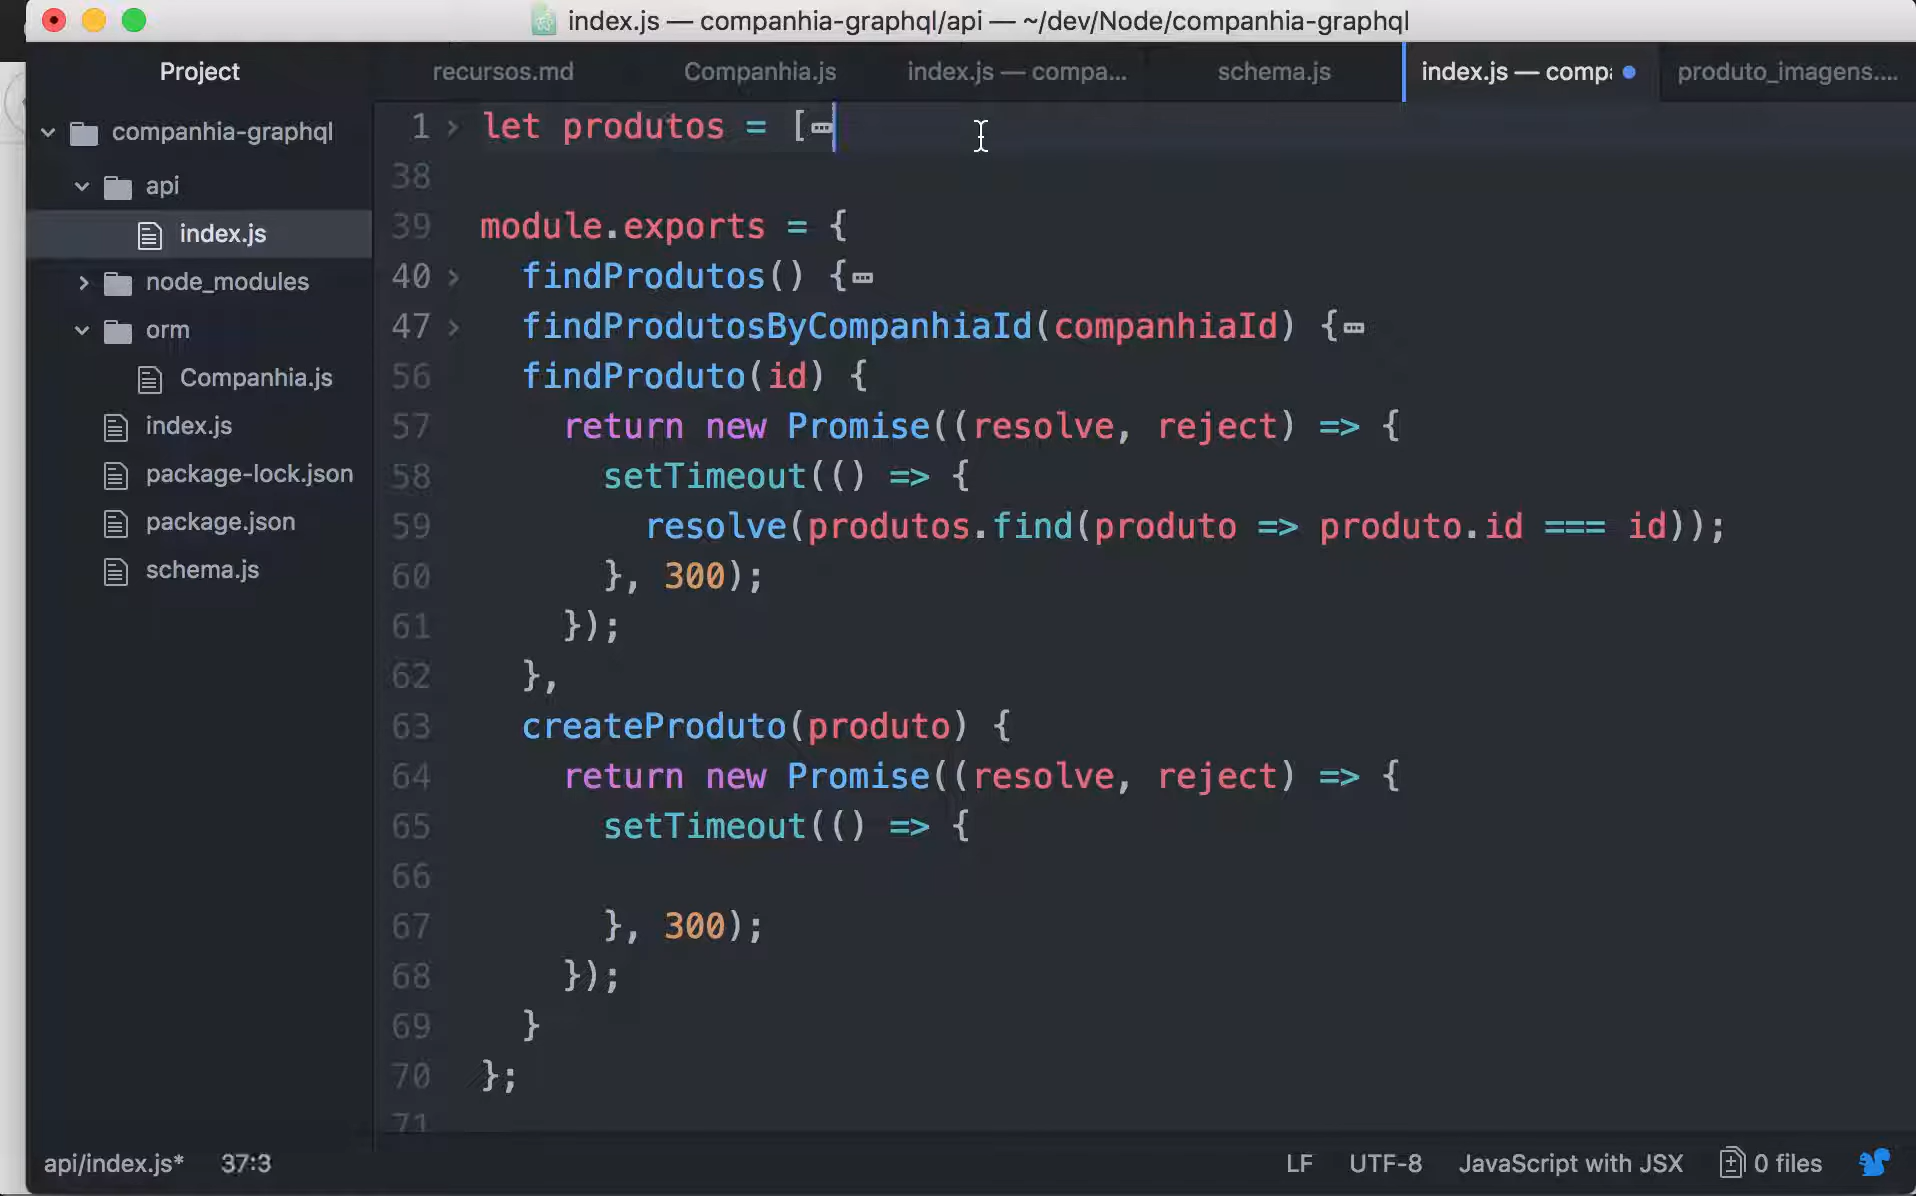 index.js — companhia-graphql/api — ~/dev/Node/companhia-graphql
Project
recursos.md
Companhia.js
index.js — compa...
schema.js
index.js — comp
produto_imagens....
companhia-graphql
api
index.js
node_modules
orm
Companhia.js
index.js
package-lock.json
package.json
schema.js
1 let produtos = [
38
39 module.exports = {
40 findProdutos() {
47 findProdutosByCompanhiaId(companhiaId) {
56 findProduto(id) {
57 return new Promise((resolve, reject) => {
58 setTimeout(() => {
59 resolve(produtos.find(produto => produto.id === id));
60 }, 300);
61 });
62 },
63 createProduto(produto) {
64 return new Promise((resolve, reject) => {
65 setTimeout(() => {
66
67 }, 300);
68 });
69 }
70 };
71
api/index.js* 37:3
LF UTF-8 JavaScript with JSX 0 files